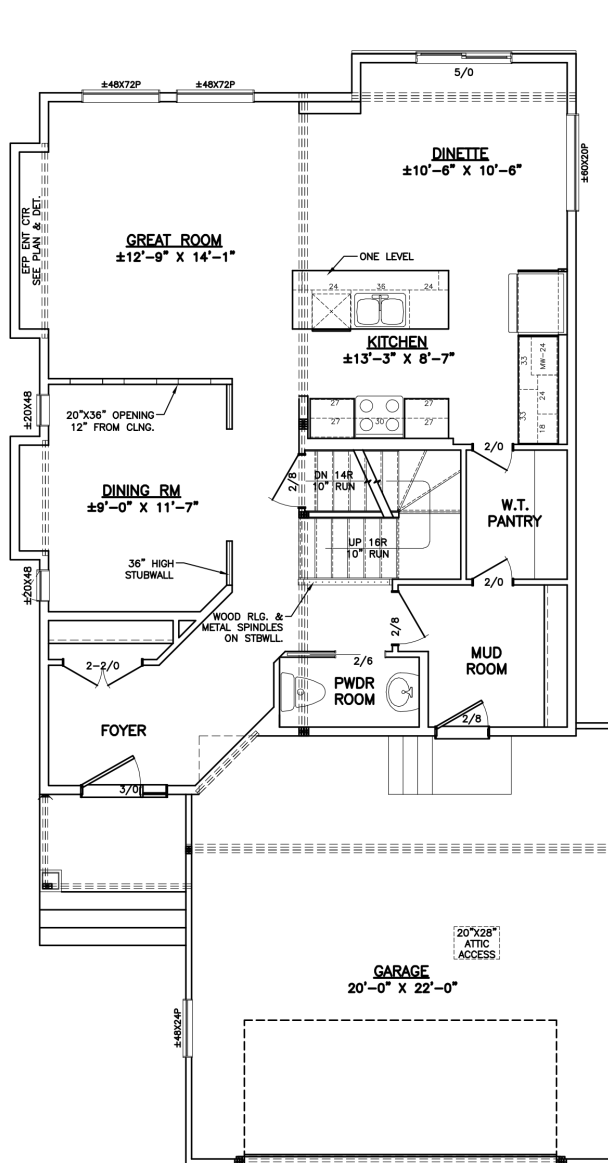 5/0
±48X72P
±48X72P
DINETTE
±10'-6" X 10'-6"
±60X20P
EFP ENT CTR
SEE PLAN & DET.
GREAT ROOM
±12'-9" X 14'-1"
ONE LEVEL
24
36
24
KITCHEN
±13'-3" X 8'-7"
33
MW-24
24
33
18
27
27
27
30
27
20"X36" OPENING
12" FROM CLNG.
±20X48
2/0
DINING RM
±9'-0" X 11'-7"
2/8
DN 14R
10" RUN
W.T.
PANTRY
UP 16R
10" RUN
36" HIGH
STUBWALL
±20X48
2/0
WOOD RLG. &
METAL SPINDLES
ON STBWLL.
2/8
2-2/0
2/6
MUD
ROOM
PWDR
ROOM
FOYER
2/8
3/0
20"X28"
ATTIC
ACCESS
GARAGE
20'-0" X 22'-0"
±48X24P